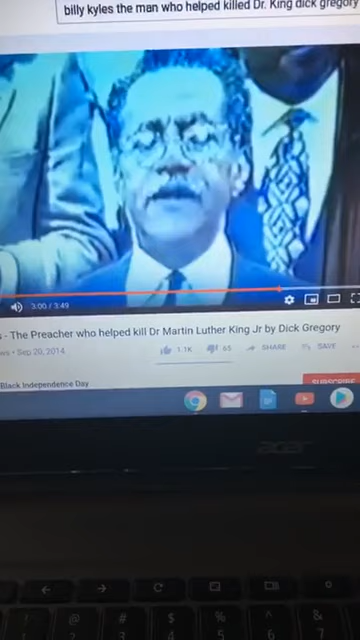 billy kyles the man who helped killed Dr. King dick gregory
3:00 / 3:49
- The Preacher who helped kill Dr Martin Luther King Jr by Dick Gregory
• Sep 20, 2014
1.1K
65
SHARE
SAVE
Black Independence Day
SUBSCRIBE
acer
@ # $ % ^ &